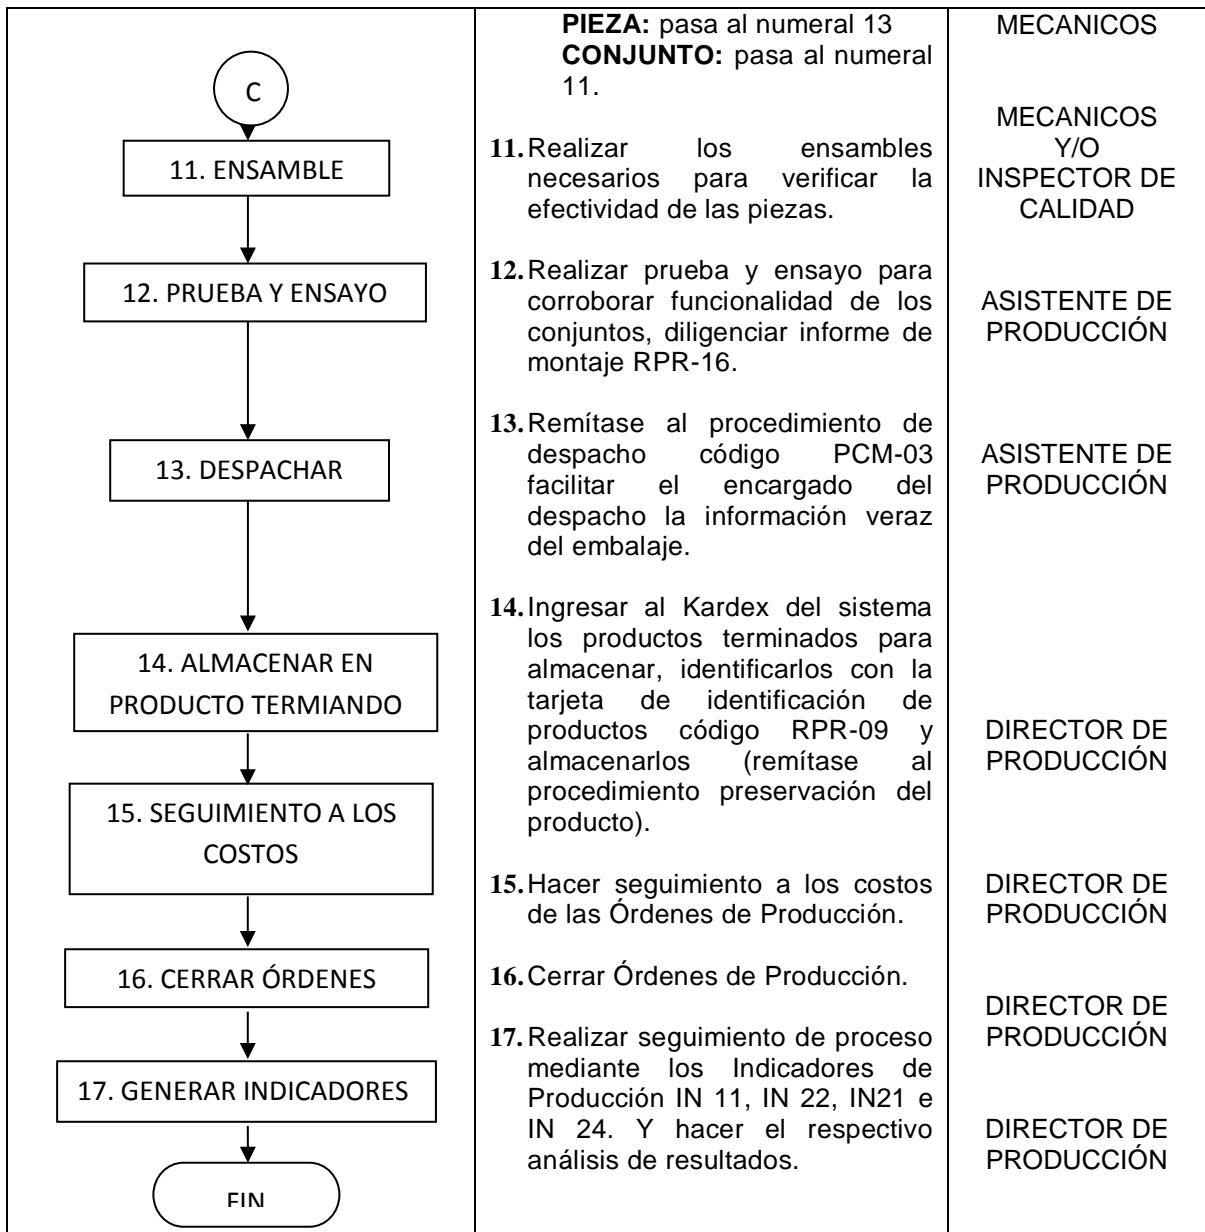 C
11. ENSAMBLE
12. PRUEBA Y ENSAYO
13. DESPACHAR
14. ALMACENAR EN
PRODUCTO TERMIANDO
15. SEGUIMIENTO A LOS
COSTOS
16. CERRAR ÓRDENES
17. GENERAR INDICADORES
FIN
PIEZA: pasa al numeral 13
CONJUNTO: pasa al numeral
11.
11. Realizar los ensambles
necesarios para verificar la
efectividad de las piezas.
12. Realizar prueba y ensayo para
corroborar funcionalidad de los
conjuntos, diligenciar informe de
montaje RPR-16.
13. Remítase al procedimiento de
despacho código PCM-03
facilitar el encargado del
despacho la información veraz
del embalaje.
14. Ingresar al Kardex del sistema
los productos terminados para
almacenar, identificarlos con la
tarjeta de identificación de
productos código RPR-09 y
almacenarlos (remítase al
procedimiento preservación del
producto).
15. Hacer seguimiento a los costos
de las Órdenes de Producción.
16. Cerrar Órdenes de Producción.
17. Realizar seguimiento de proceso
mediante los Indicadores de
Producción IN 11, IN 22, IN21 e
IN 24. Y hacer el respectivo
análisis de resultados.
MECANICOS
MECANICOS
Y/O
INSPECTOR DE
CALIDAD
ASISTENTE DE
PRODUCCIÓN
ASISTENTE DE
PRODUCCIÓN
DIRECTOR DE
PRODUCCIÓN
DIRECTOR DE
PRODUCCIÓN
DIRECTOR DE
PRODUCCIÓN
DIRECTOR DE
PRODUCCIÓN